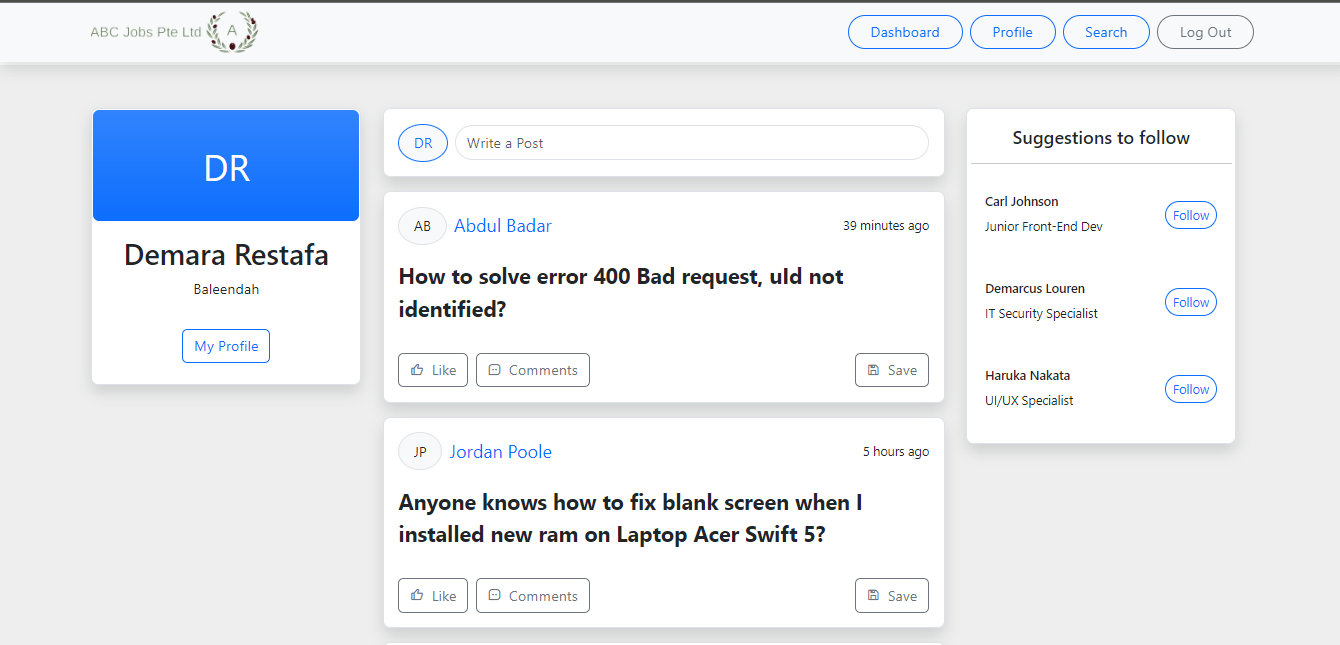 ABC Jobs Pte Ltd
A
Dashboard
Profile
Search
Log Out
DR
Demara Restafa
Baleendah
My Profile
DR
Write a Post
AB
Abdul Badar
39 minutes ago
How to solve error 400 Bad request, uId not
identified?
Like
Comments
Save
JP
Jordan Poole
5 hours ago
Anyone knows how to fix blank screen when I
installed new ram on Laptop Acer Swift 5?
Like
Comments
Save
Suggestions to follow
Carl Johnson
Junior Front-End Dev
Follow
Demarcus Louren
IT Security Specialist
Follow
Haruka Nakata
UI/UX Specialist
Follow